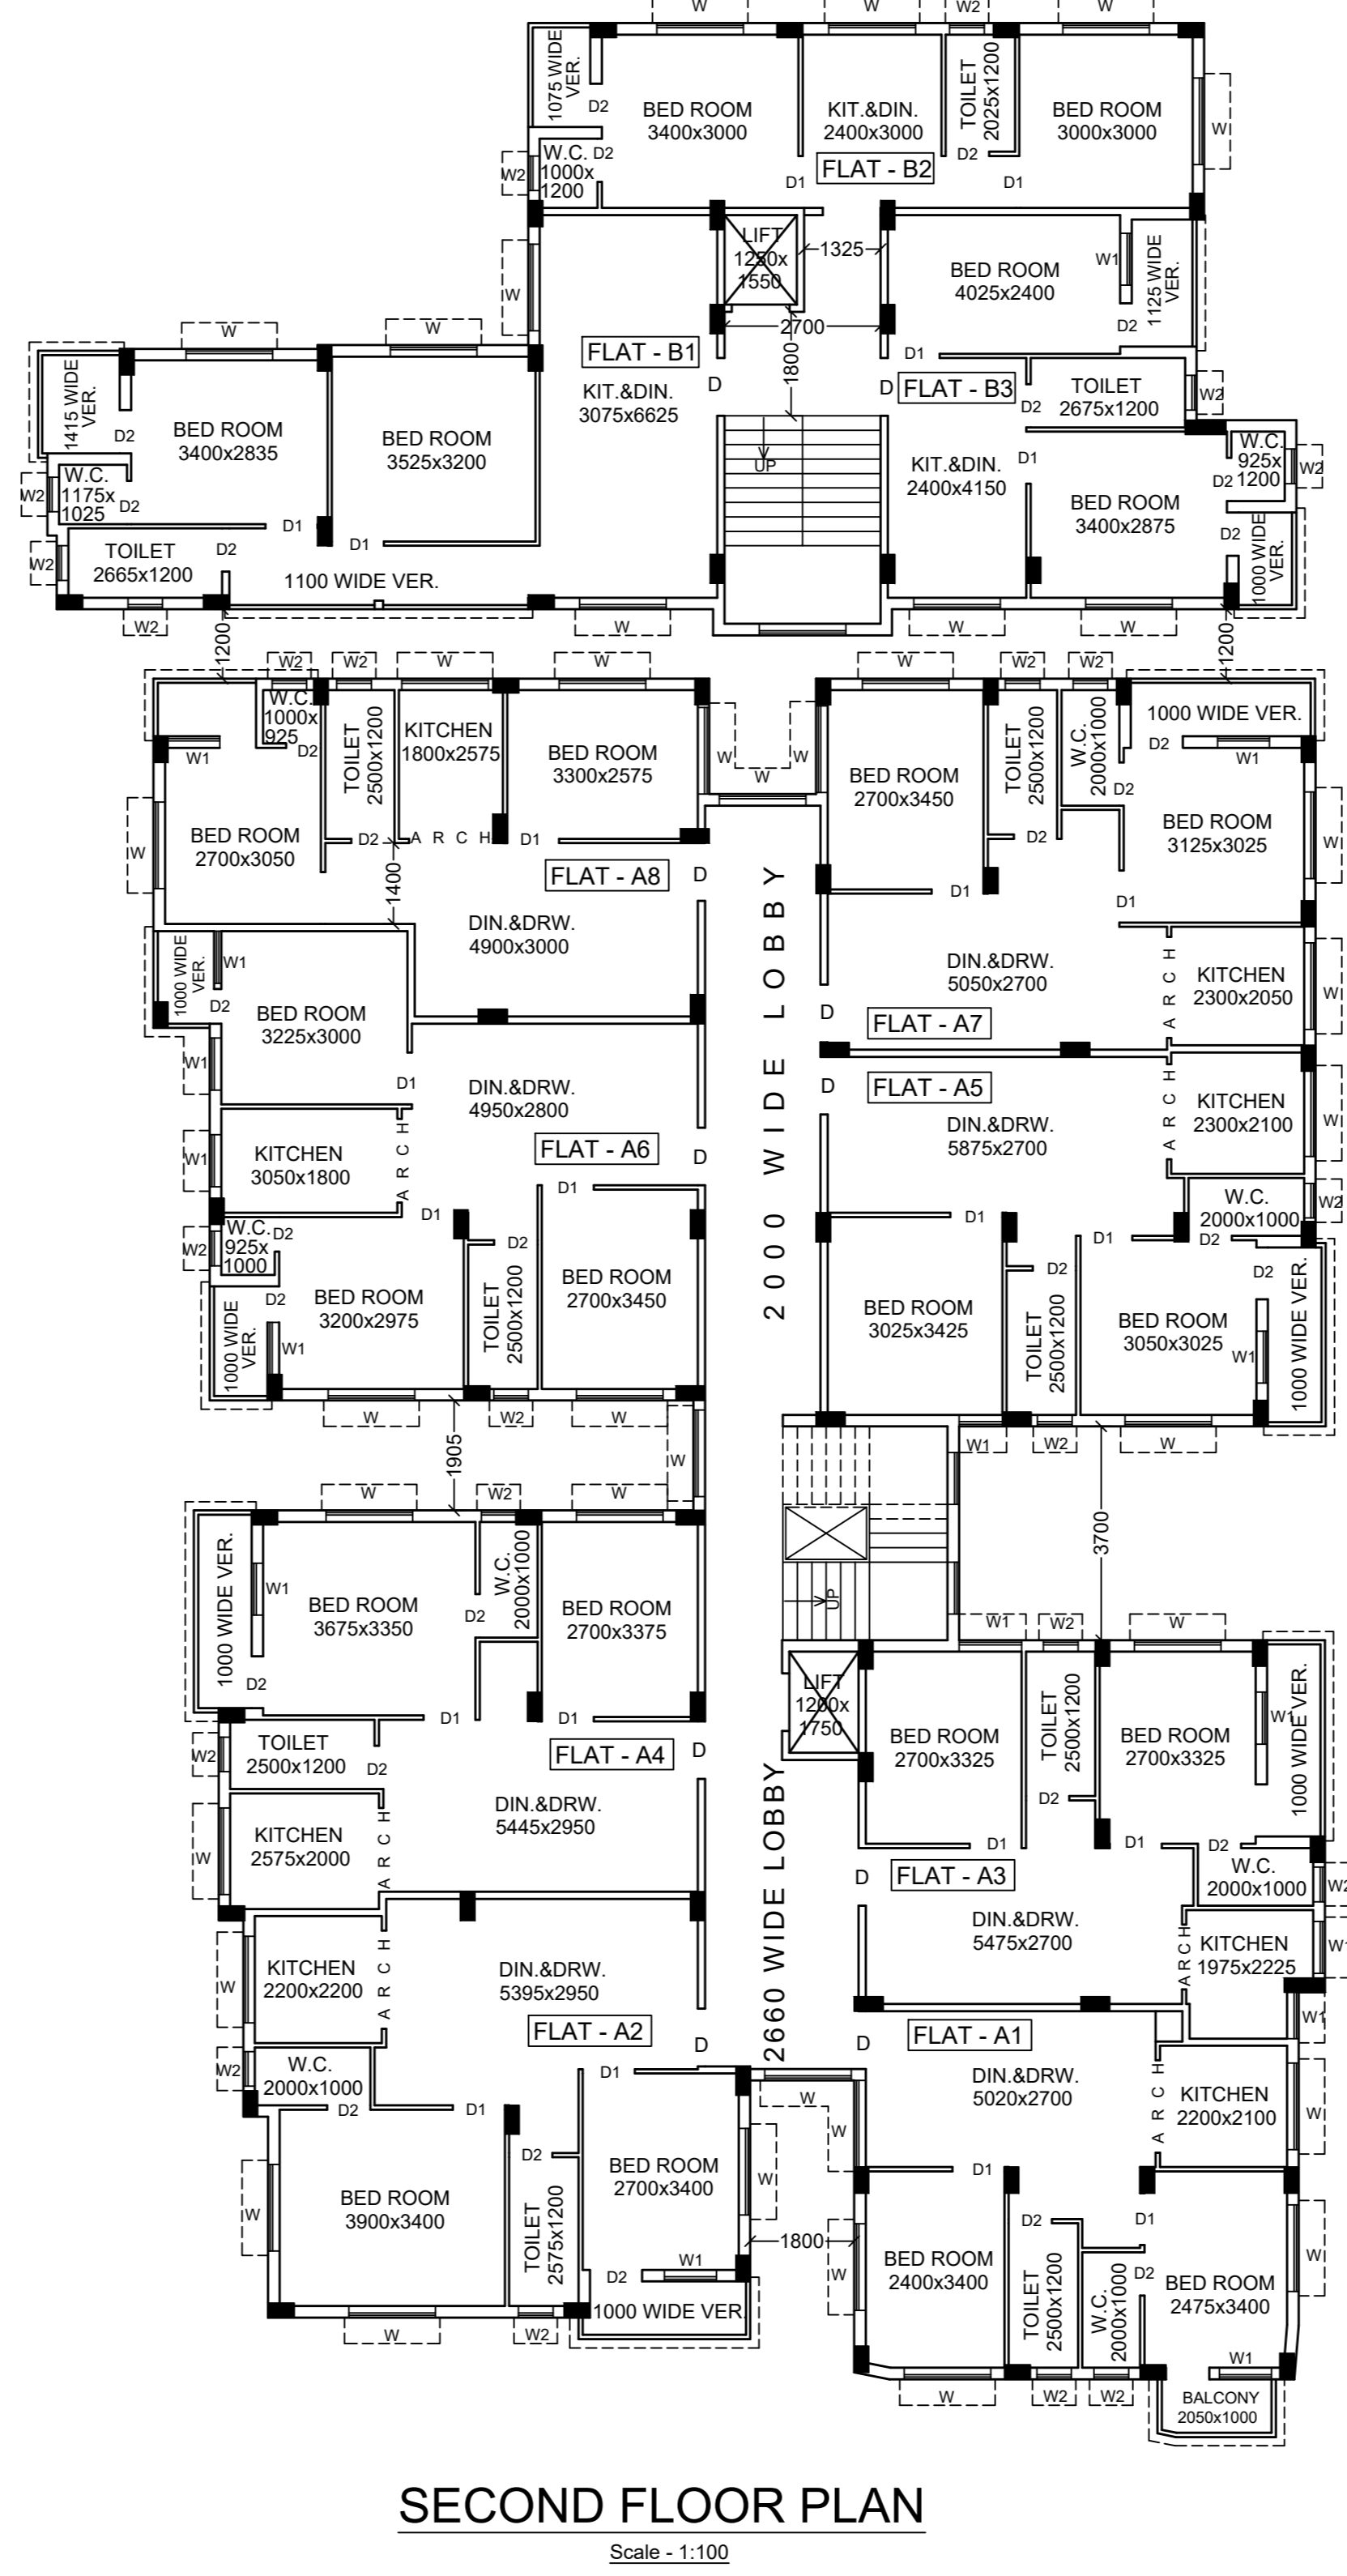 W
W
W2
W
1075 WIDE
VER.
D2
BED ROOM
3400x3000
KIT.&DIN.
2400x3000
TOILET
2025x1200
BED ROOM
3000x3000
W
W.C.
1000x
1200
D2
W2
D1
FLAT - B2
D2
D1
LIFT
1250x
1550
1325
2700
1800
BED ROOM
4025x2400
W1
1125 WIDE
VER.
D2
W
FLAT - B1
KIT.&DIN.
3075x6625
D
D
D1
FLAT - B3
D2
TOILET
2675x1200
W2
W
W
1415 WIDE
VER.
D2
BED ROOM
3400x2835
BED ROOM
3525x3200
W.C.
1175x
1025
D2
W2
D1
D1
TOILET
2665x1200
D2
W2
W2
1100 WIDE VER.
UP
KIT.&DIN.
2400x4150
D1
BED ROOM
3400x2875
W.C.
925x
1200
D2
W2
D2
1000 WIDE
VER.
W
W
W
1200
1200
W2
W2
W
W
W.C.
1000x
925
D2
W1
TOILET
2500x1200
KITCHEN
1800x2575
BED ROOM
3300x2575
W
W
W
BED ROOM
2700x3050
W
D2
ARCH
D1
1400
FLAT - A8
D
DIN.&DRW.
4900x3000
2000 WIDE LOBBY
W
W2
W2
BED ROOM
2700x3450
TOILET
2500x1200
W.C.
2000x1000
1000 WIDE VER.
D2
W1
D2
D2
BED ROOM
3125x3025
W
D1
D1
DIN.&DRW.
5050x2700
ARCH
KITCHEN
2300x2050
W
D
FLAT - A7
1000 WIDE
VER.
W1
D2
BED ROOM
3225x3000
W1
D1
DIN.&DRW.
4950x2800
KITCHEN
3050x1800
W1
ARCH
FLAT - A6
D
D1
D1
W.C.
925x
1000
D2
W2
D2
1000 WIDE
VER.
W1
BED ROOM
3200x2975
D2
TOILET
2500x1200
BED ROOM
2700x3450
W
W2
W
D
FLAT - A5
DIN.&DRW.
5875x2700
ARCH
KITCHEN
2300x2100
W
W.C.
2000x1000
W2
D1
D1
D2
D2
D2
BED ROOM
3025x3425
TOILET
2500x1200
BED ROOM
3050x3025
W1
1000 WIDE VER.
W1
W2
W
1905
W
3700
W
W2
W
1000 WIDE VER.
W1
D2
BED ROOM
3675x3350
W.C.
2000x1000
D2
BED ROOM
2700x3375
D1
D1
UP
TOILET
2500x1200
D2
W2
FLAT - A4
D
DIN.&DRW.
5445x2950
KITCHEN
2575x2000
W
ARCH
LIFT
1200x
1750
2660 WIDE LOBBY
W1
W2
W
BED ROOM
2700x3325
TOILET
2500x1200
BED ROOM
2700x3325
W1
1000 WIDE VER.
D2
D1
D1
D2
W.C.
2000x1000
W2
D
FLAT - A3
DIN.&DRW.
5475x2700
ARCH
KITCHEN
1975x2225
W1
W1
KITCHEN
2200x2200
W
ARCH
DIN.&DRW.
5395x2950
FLAT - A2
D
W.C.
2000x1000
W2
D2
D1
D1
D2
BED ROOM
3900x3400
W
TOILET
2575x1200
BED ROOM
2700x3400
W
D2
W1
1000 WIDE VER.
W
W2
1800
D
FLAT - A1
DIN.&DRW.
5020x2700
ARCH
KITCHEN
2200x2100
W
W
D1
D2
D1
D2
W
BED ROOM
2400x3400
TOILET
2500x1200
W.C.
2000x1000
BED ROOM
2475x3400
W
W1
W
W2
W2
BALCONY
2050x1000
SECOND FLOOR PLAN
Scale - 1:100